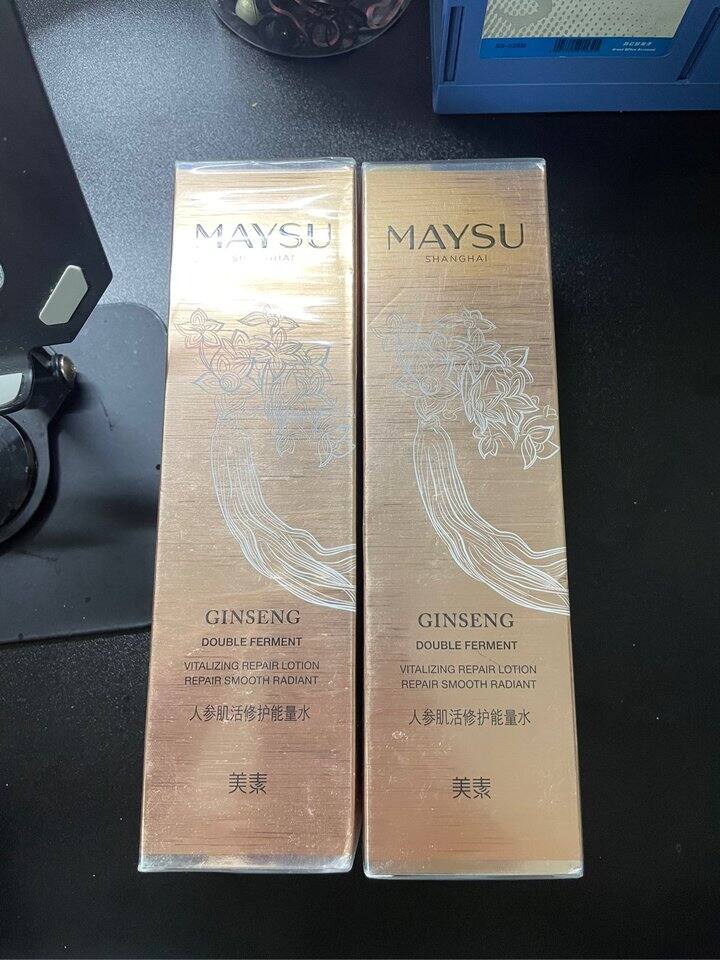 MAYSU
SHANGHAI
GINSENG
DOUBLE FERMENT
VITALIZING REPAIR LOTION
REPAIR SMOOTH RADIANT
人参肌活修护能量水
美素
MAYSU
SHANGHAI
GINSENG
DOUBLE FERMENT
VITALIZING REPAIR LOTION
REPAIR SMOOTH RADIANT
人参肌活修护能量水
美素